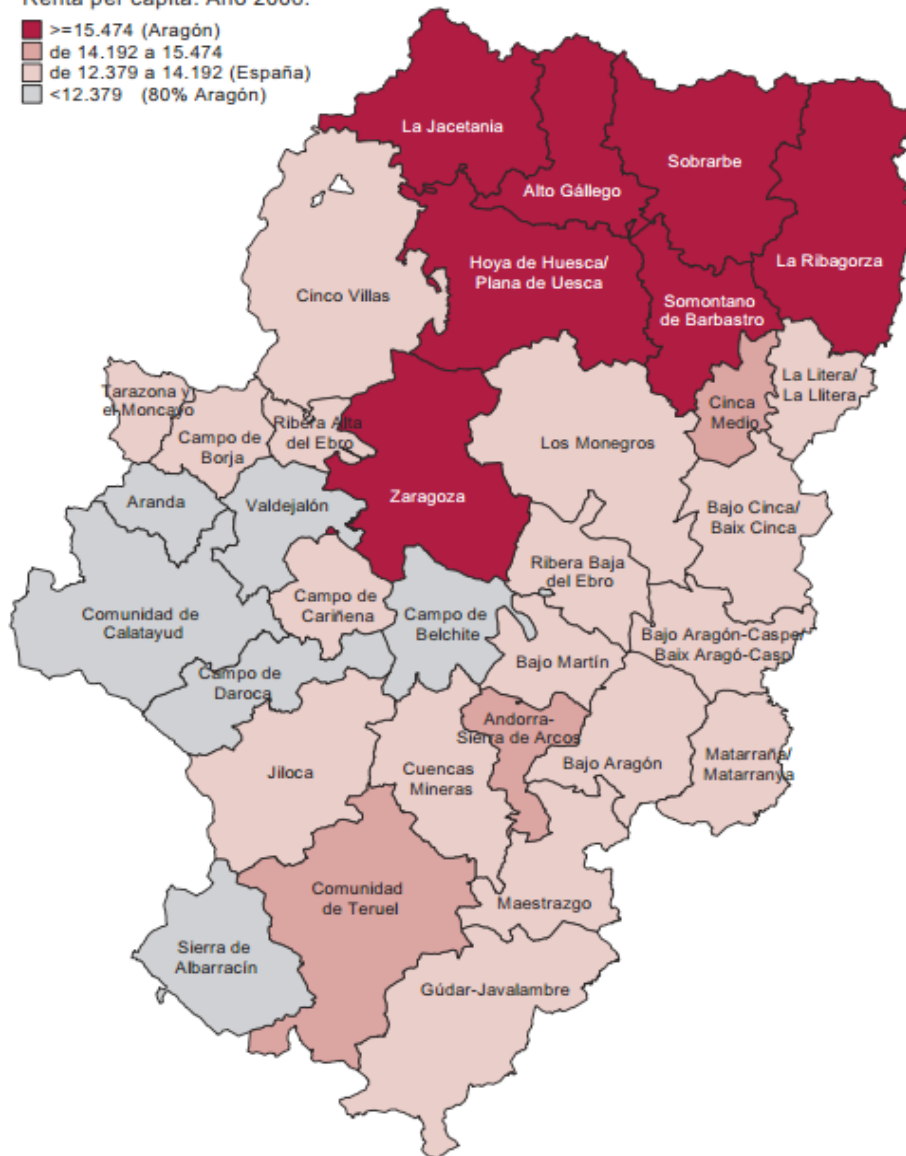 Renta per cápita. Año 2006.
>=15.474 (Aragón)
de 14.192 a 15.474
de 12.379 a 14.192 (España)
<12.379 (80% Aragón)
La Jacetania
Alto Gállego
Sobrarbe
La Ribagorza
Hoya de Huesca/
Plana de Uesca
Somontano
de Barbastro
Cinco Villas
La Litera/
La Llitera
Cinca
Medio
Tarazona y
el Moncayo
Campo de
Borja
Ribera Alta
del Ebro
Los Monegros
Zaragoza
Aranda
Valdejalón
Bajo Cinca/
Baix Cinca
Ribera Baja
del Ebro
Campo de
Cariñena
Comunidad de
Calatayud
Campo de
Belchite
Bajo Aragón-Caspe/
Baix Aragó-Casp
Bajo Martín
Campo de
Daroca
Andorra-
Sierra de Arcos
Bajo Aragón
Matarraña/
Matarranya
Jiloca
Cuencas
Mineras
Comunidad
de Teruel
Maestrazgo
Sierra de
Albarracín
Gúdar-Javalambre